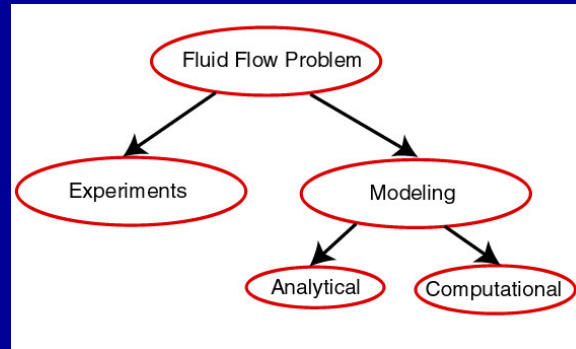 Fluid Flow Problem
Experiments
Modeling
Analytical
Computational